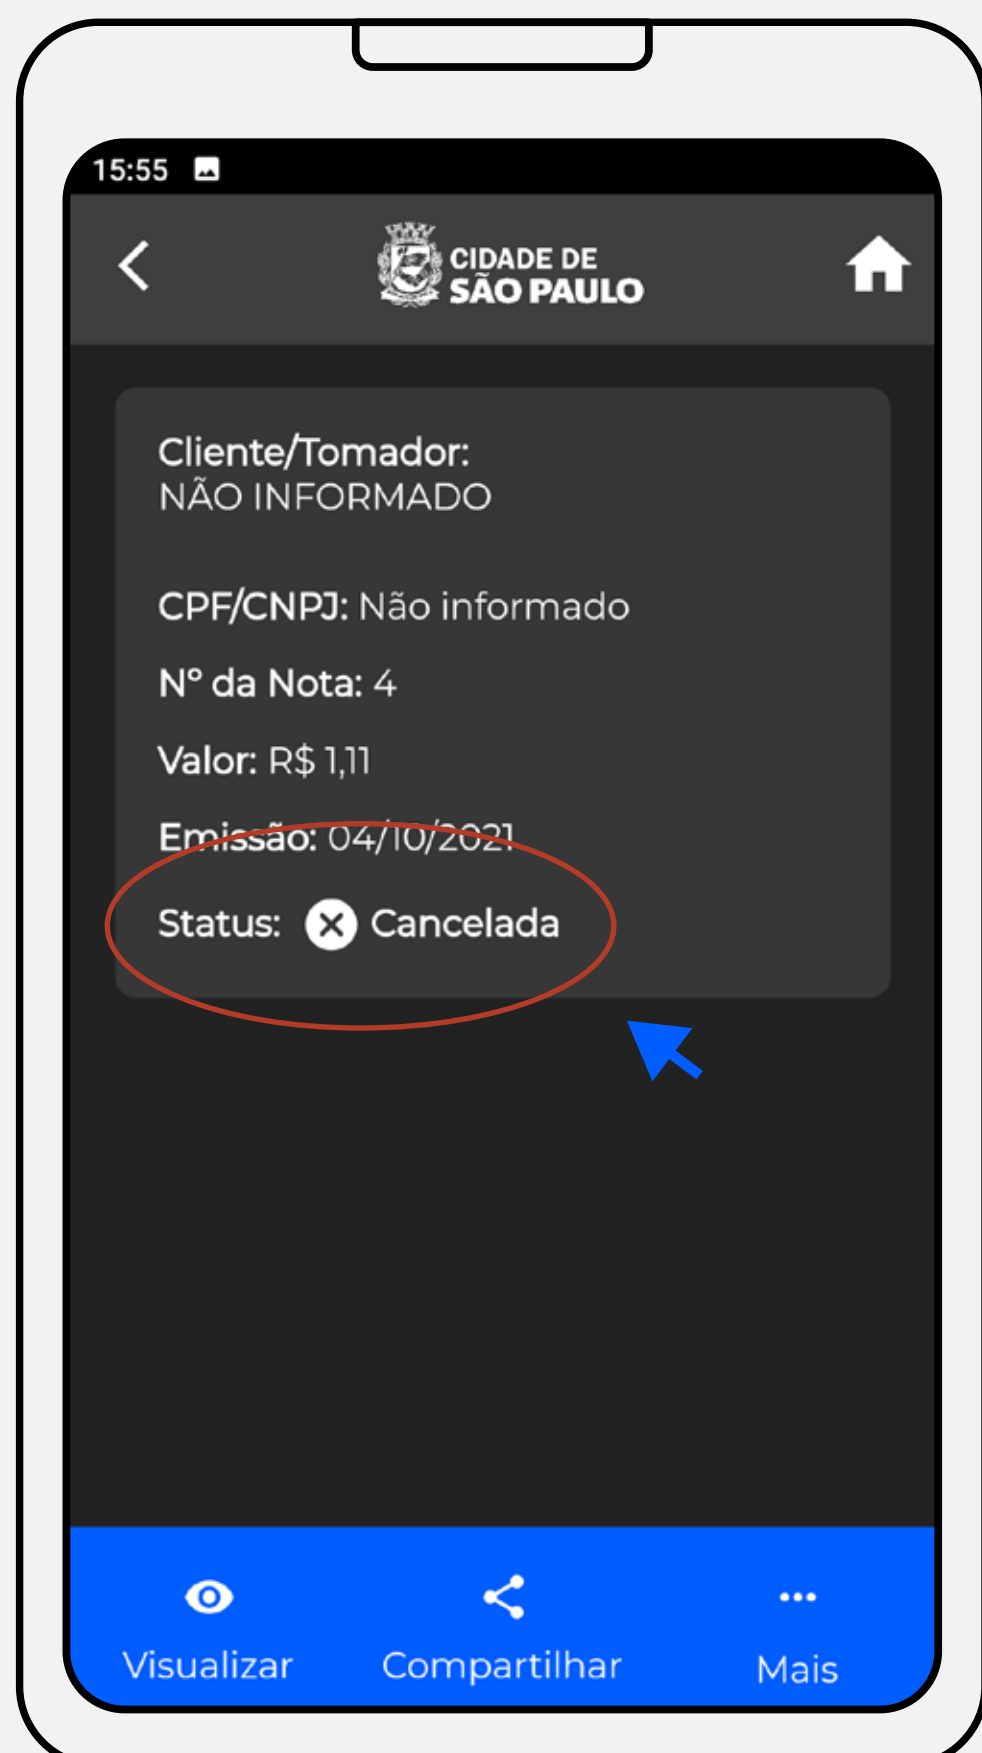 15:55
CIDADE DE
SÃO PAULO
Cliente/Tomador:
NÃO INFORMADO
CPF/CNPJ: Não informado
Nº da Nota: 4
Valor: R$ 1,11
Emissão: 04/10/2021
Status: Cancelada
Visualizar Compartilhar Mais